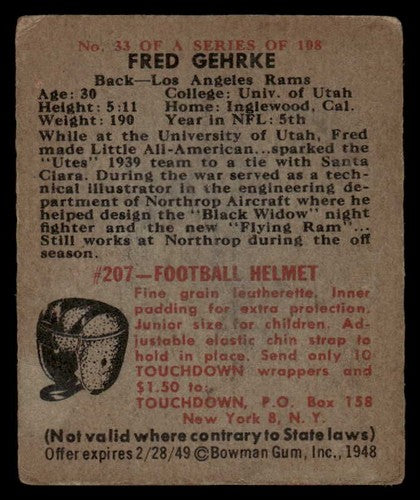 No. 33 OF A SERIES OF 108
FRED GEHRKE
Back—Los Angeles Rams
Age: 30 College: Univ. of Utah
Height: 5:11 Home: Inglewood, Cal.
Weight: 190 Year in NFL: 5th
While at the University of Utah, Fred
made Little All-American...sparked the
"Utes" 1939 team to a tie with Santa
Clara. During the war served as a tech-
nical illustrator in the engineering de-
partment of Northrop Aircraft where he
helped design the "Black Widow" night
fighter and the new "Flying Ram"...
Still works at Northrop during the off
season.
#207—FOOTBALL HELMET
Fine grain leatherette. Inner
padding for extra protection.
Junior size for children. Ad-
justable elastic chin strap to
hold in place. Send only 10
TOUCHDOWN wrappers and
$1.50 to:
TOUCHDOWN, P.O. Box 158
New York 8, N.Y.
(Not valid where contrary to State laws)
Offer expires 2/28/49 ©Bowman Gum, Inc., 1948